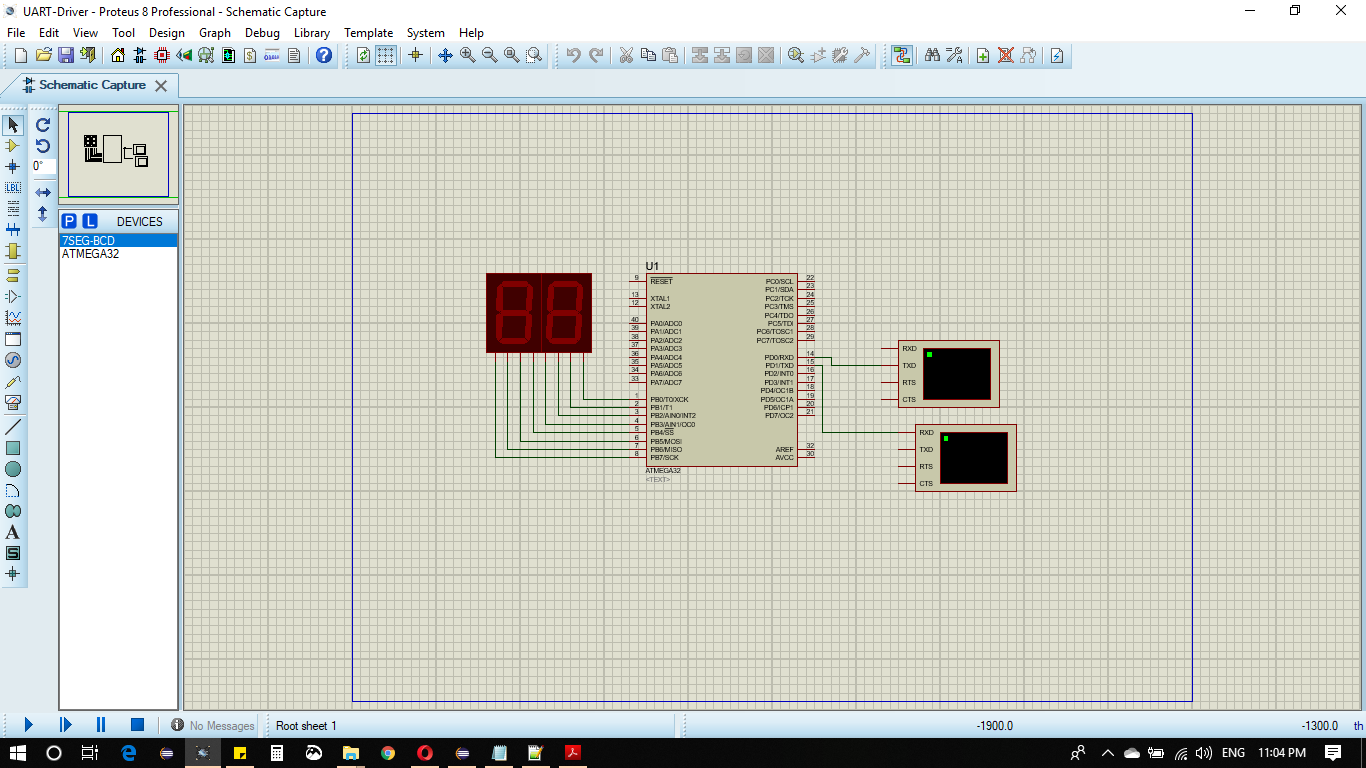 UART-Driver - Proteus 8 Professional - Schematic Capture
File Edit View Tool Design Graph Debug Library Template System Help
Schematic Capture
0°
LBL
A
S
P L DEVICES
7SEG-BCD
ATMEGA32
U1
9 RESET PC0/SCL 22
PC1/SDA 23
13 XTAL1 PC2/TCK 24
12 XTAL2 PC3/TMS 25
PC4/TDO 26
40 PA0/ADC0 PC5/TDI 27
39 PA1/ADC1 PC6/TOSC1 28
38 PA2/ADC2 PC7/TOSC2 29
37 PA3/ADC3
36 PA4/ADC4 PD0/RXD 14
35 PA5/ADC5 PD1/TXD 15
34 PA6/ADC6 PD2/INT0 16
33 PA7/ADC7 PD3/INT1 17
PD4/OC1B 18
1 PB0/T0/XCK PD5/OC1A 19
2 PB1/T1 PD6/ICP1 20
3 PB2/AIN0/INT2 PD7/OC2 21
4 PB3/AIN1/OC0
5 PB4/SS
6 PB5/MOSI
7 PB6/MISO AREF 32
8 PB7/SCK AVCC 30
ATMEGA32
<TEXT>
RXD
TXD
RTS
CTS
RXD
TXD
RTS
CTS
No Messages Root sheet 1 -1900.0 -1300.0 th
ENG 11:04 PM